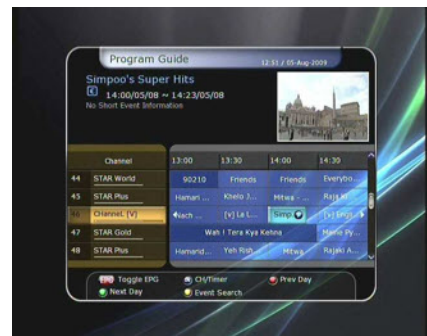 Program Guide
12:51 / 05-Aug-2009
Simpoo's Super Hits
14:00/05/08 ~ 14:23/05/08
No Short Event Information
Channel 13:00 13:30 14:00 14:30
44 STAR World 90210 Friends Friends Everybo...
45 STAR Plus Hamari ... Khelo J... Mitwa - ...
46 Channel [V] [v] Le L... Simp
47 STAR Gold Wah ! Tera Kya Kehna
48 STAR Plus Hamarid... Yeh Rish... Mitwa Rajaki A...
Toggle EPG CH/Timer Prev Day
Next Day Event Search